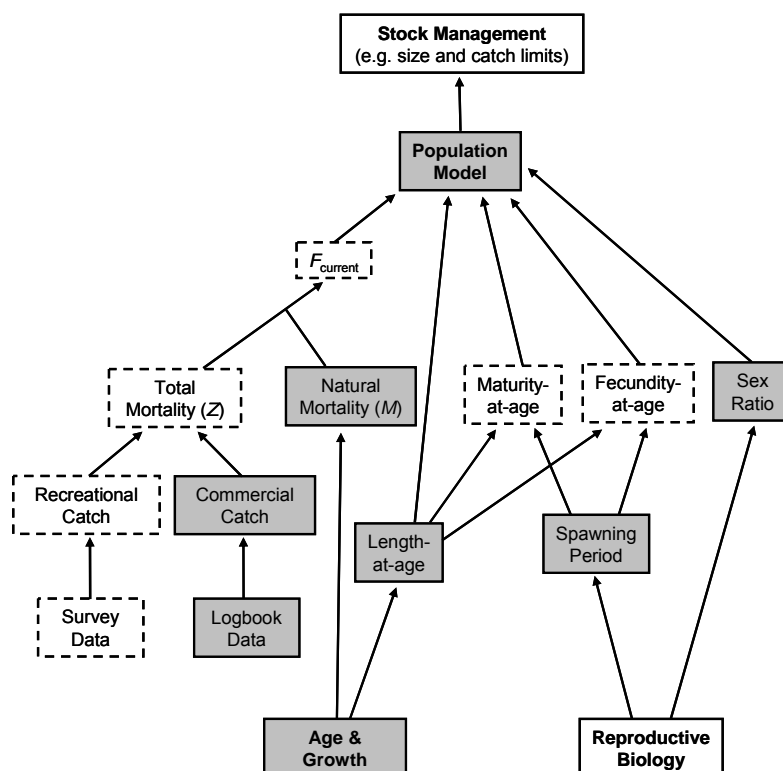 Stock Management
(e.g. size and catch limits)
Population
Model
Fcurrent
Total
Mortality (Z)
Natural
Mortality (M)
Maturity-
at-age
Fecundity-
at-age
Sex
Ratio
Recreational
Catch
Commercial
Catch
Length-
at-age
Spawning
Period
Survey
Data
Logbook
Data
Age &
Growth
Reproductive
Biology